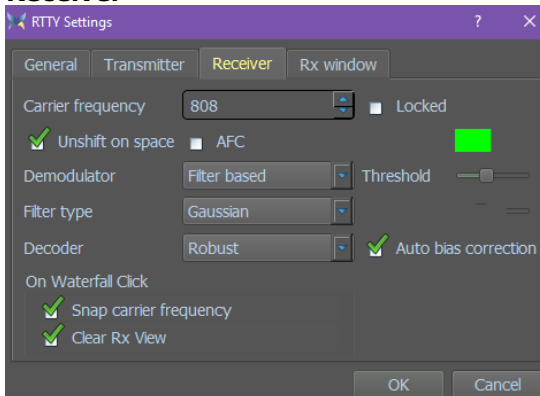 RTTY Settings ? ×
General Transmitter Receiver Rx window
Carrier frequency 808 Locked
Unshift on space AFC
Demodulator Filter based Threshold
Filter type Gaussian
Decoder Robust Auto bias correction
On Waterfall Click
Snap carrier frequency
Clear Rx View
OK Cancel